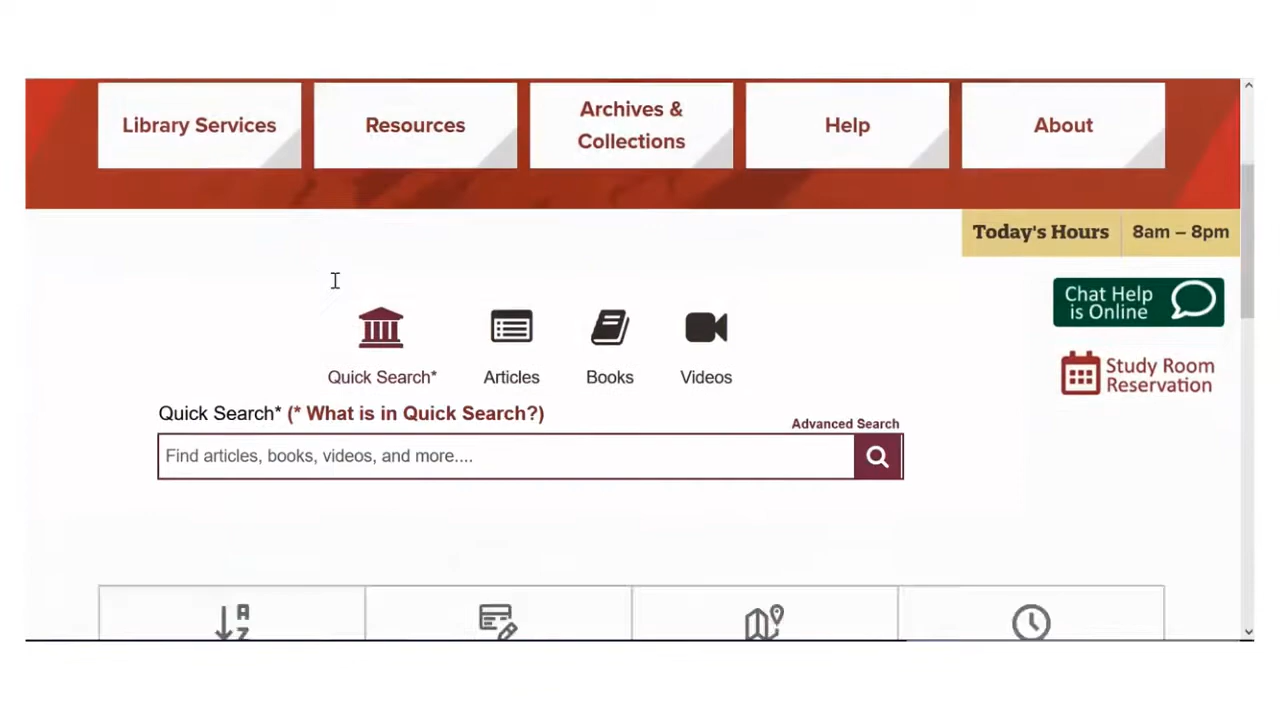 Library Services
Resources
Archives &
Collections
Help
About
Today's Hours
8am – 8pm
Chat Help
is Online
Study Room
Reservation
Quick Search*
Articles
Books
Videos
Quick Search* (* What is in Quick Search?)
Advanced Search
Find articles, books, videos, and more....
A
Z